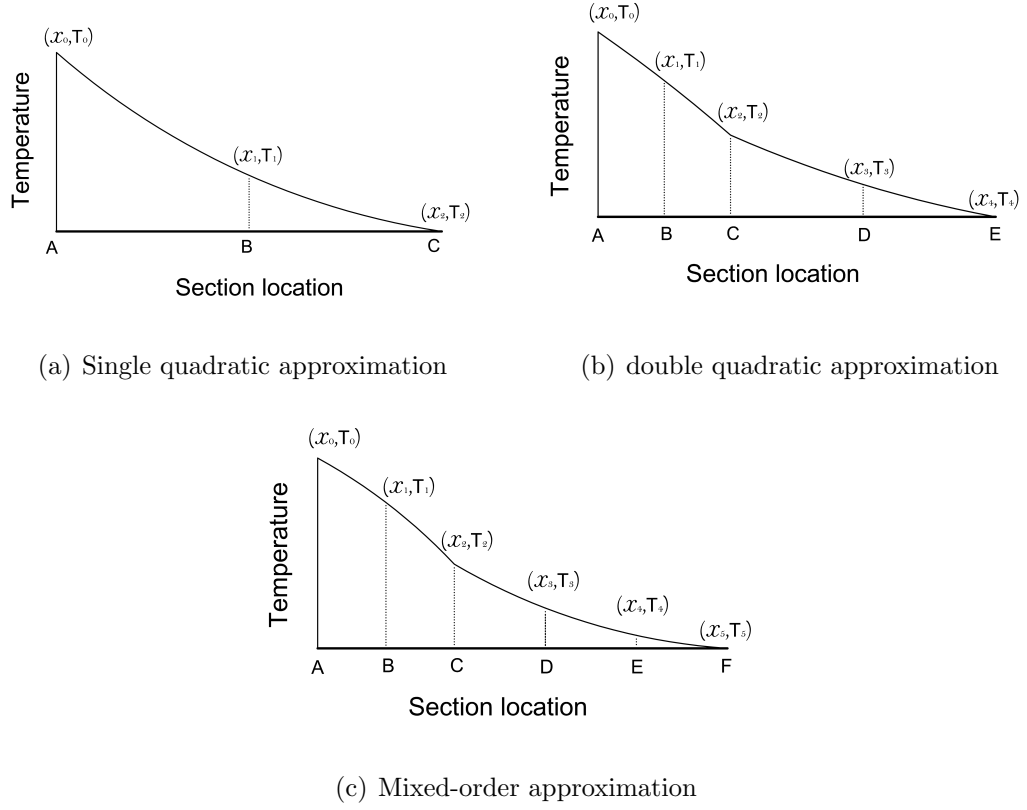 (x₀,T₀)
Temperature
(x₁,T₁)
(x₂,T₂)
A B C
Section location
(a) Single quadratic approximation
(x₀,T₀)
(x₁,T₁)
Temperature
(x₂,T₂)
(x₃,T₃)
(x₄,T₄)
A B C D E
Section location
(b) double quadratic approximation
(x₀,T₀)
(x₁,T₁)
Temperature
(x₂,T₂)
(x₃,T₃)
(x₄,T₄)
(x₅,T₅)
A B C D E F
Section location
(c) Mixed-order approximation